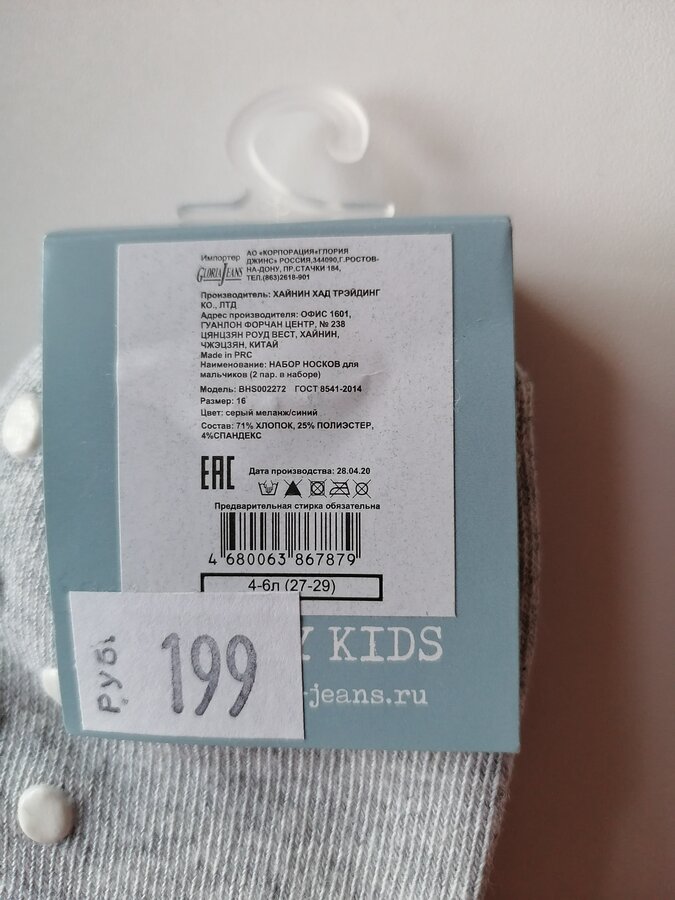 Импортер
GLORIA JEANS
АО «КОРПОРАЦИЯ«ГЛОРИЯ
ДЖИНС» РОССИЯ,344090,Г.РОСТОВ-
НА-ДОНУ, ПР.СТАЧКИ 184,
ТЕЛ.(863)2618-901
Производитель: ХАЙНИН ХАД ТРЭЙДИНГ
КО., ЛТД
Адрес производителя: ОФИС 1601,
ГУАНЛОН ФОРЧАН ЦЕНТР, № 238
ЦЯНЦЗЯН РОУД ВЕСТ, ХАЙНИН,
ЧЖЭЦЗЯН, КИТАЙ
Made in PRC
Наименование: НАБОР НОСКОВ для
мальчиков (2 пар. в наборе)
Модель: BHS002272 ГОСТ 8541-2014
Размер: 16
Цвет: серый меланж/синий
Состав: 71% ХЛОПОК, 25% ПОЛИЭСТЕР,
4%СПАНДЕКС
EAC
Дата производства: 28.04.20
Предварительная стирка обязательна
4 680063 867879
4-6л (27-29)
Y KIDS
-jeans.ru
Руб. 199